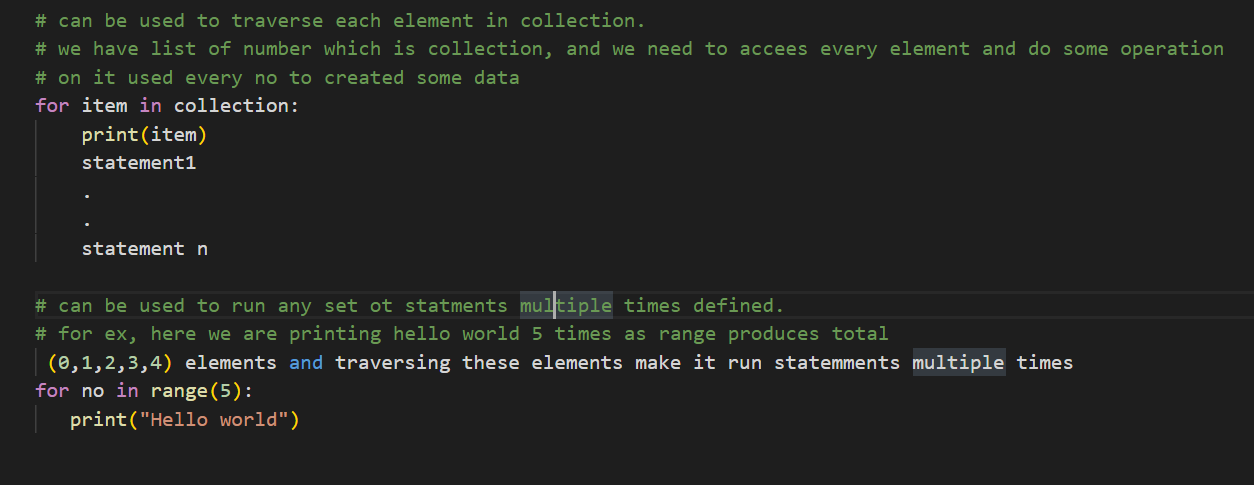 # can be used to traverse each element in collection.
# we have list of number which is collection, and we need to accees every element and do some operation
# on it used every no to created some data
for item in collection:
    print(item)
    statement1
    .
    .
    statement n
# can be used to run any set ot statments multiple times defined.
# for ex, here we are printing hello world 5 times as range produces total
 (0,1,2,3,4) elements and traversing these elements make it run statemments multiple times
for no in range(5):
   print("Hello world")